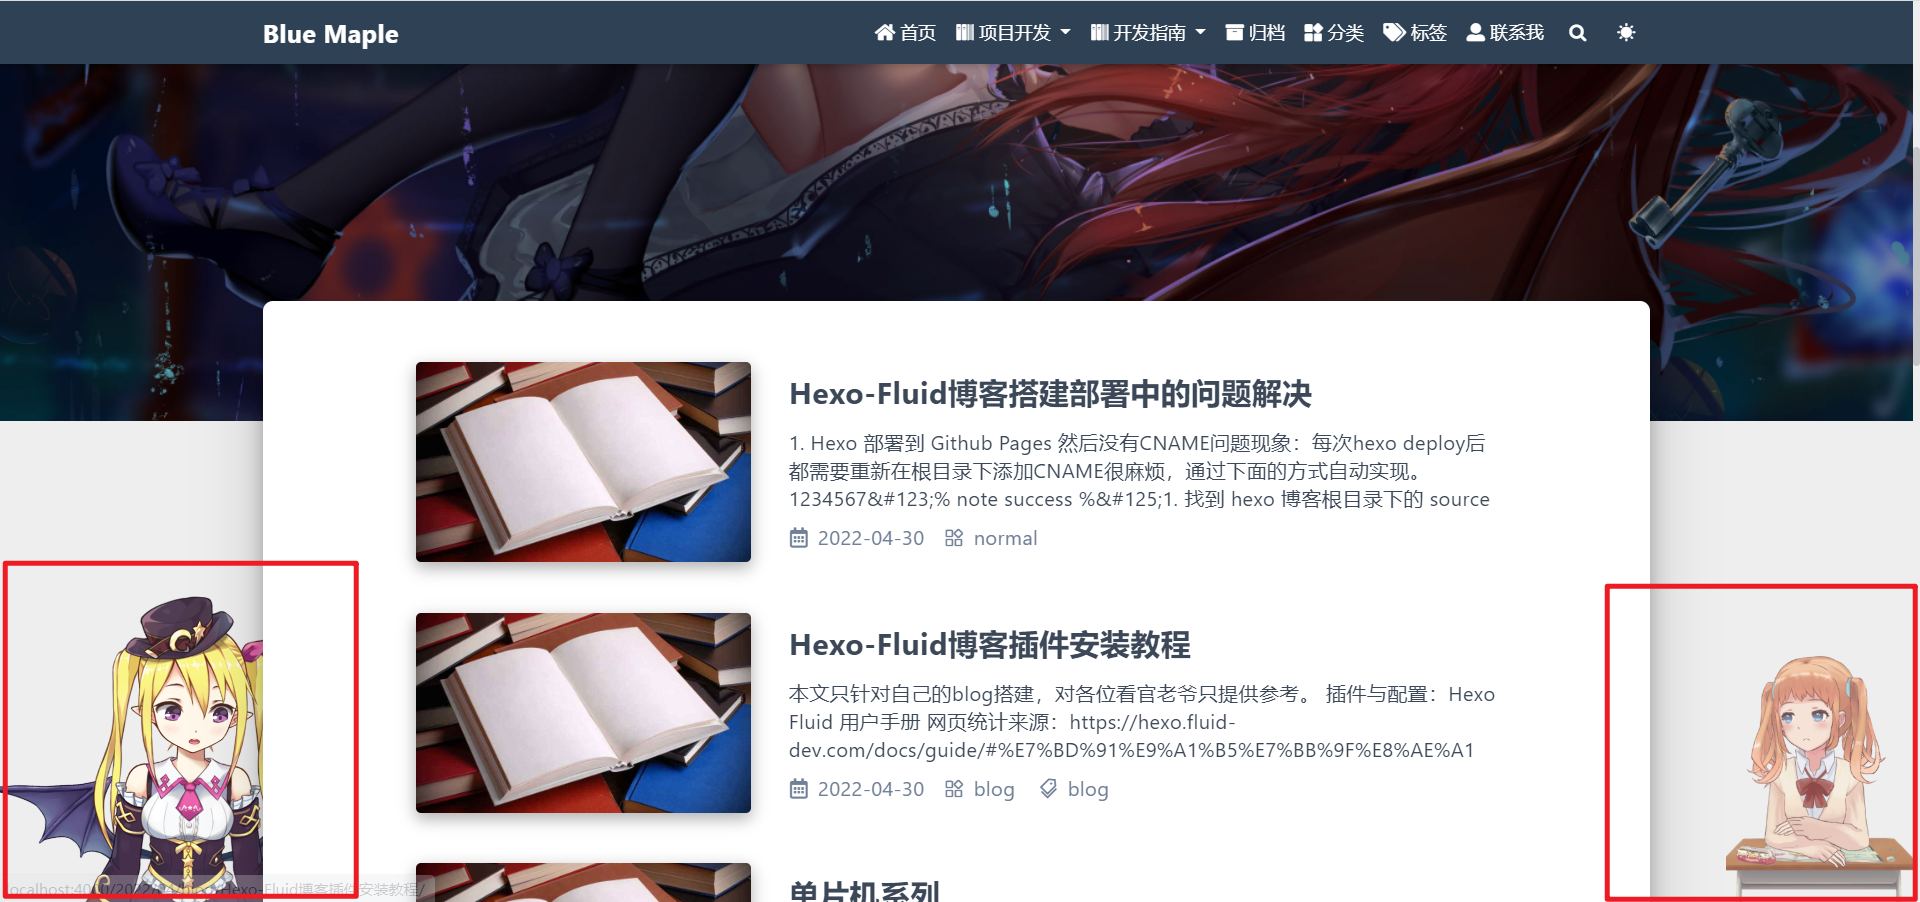 Blue Maple
首页 项目开发 开发指南 归档 分类 标签 联系我
Hexo-Fluid博客搭建部署中的问题解决
1. Hexo 部署到 Github Pages 然后没有CNAME问题现象：每次hexo deploy后
都需要重新在根目录下添加CNAME很麻烦，通过下面的方式自动实现。
1234567&#123;% note success %&#125;1. 找到 hexo 博客根目录下的 source
2022-04-30 normal
Hexo-Fluid博客插件安装教程
本文只针对自己的blog搭建，对各位看官老爷只提供参考。 插件与配置：Hexo
Fluid 用户手册 网页统计来源：https://hexo.fluid-
dev.com/docs/guide/#%E7%BD%91%E9%A1%B5%E7%BB%9F%E8%AE%A1
2022-04-30 blog blog
单片机系列
Hexo-Fluid博客插件安装教程/